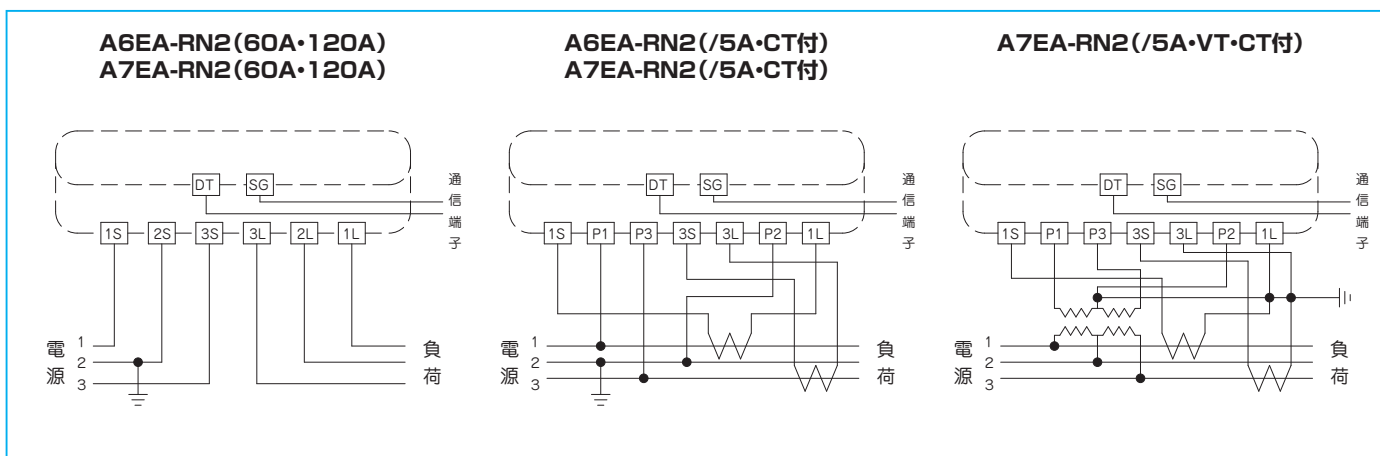 A6EA-RN2(60A•120A)
A7EA-RN2(60A•120A)
DT
SG
通信端子
1S
2S
3S
3L
2L
1L
電源
1
2
3
負荷
A6EA-RN2(/5A•CT付)
A7EA-RN2(/5A•CT付)
DT
SG
通信端子
1S
P1
P3
3S
3L
P2
1L
電源
1
2
3
負荷
A7EA-RN2(/5A•VT•CT付)
DT
SG
通信端子
1S
P1
P3
3S
3L
P2
1L
電源
1
2
3
負荷